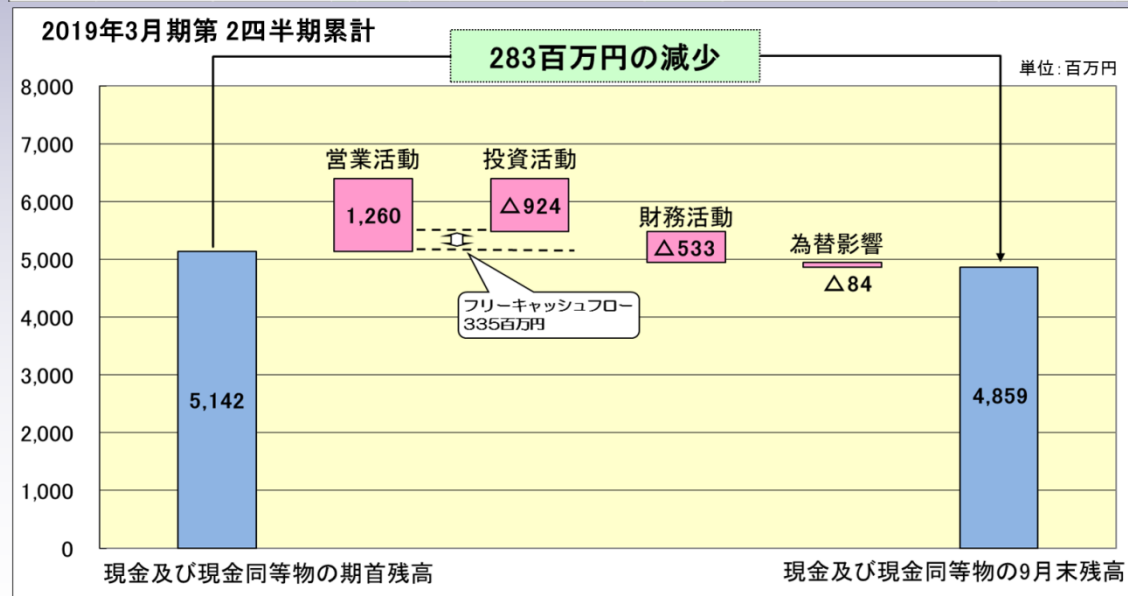 2019年3月期第 2四半期累計
283百万円の減少
単位：百万円
8,000
7,000
6,000
5,000
4,000
3,000
2,000
1,000
0
営業活動
1,260
投資活動
△924
財務活動
△533
為替影響
△84
フリーキャッシュフロー
335百万円
5,142
4,859
現金及び現金同等物の期首残高
現金及び現金同等物の9月末残高